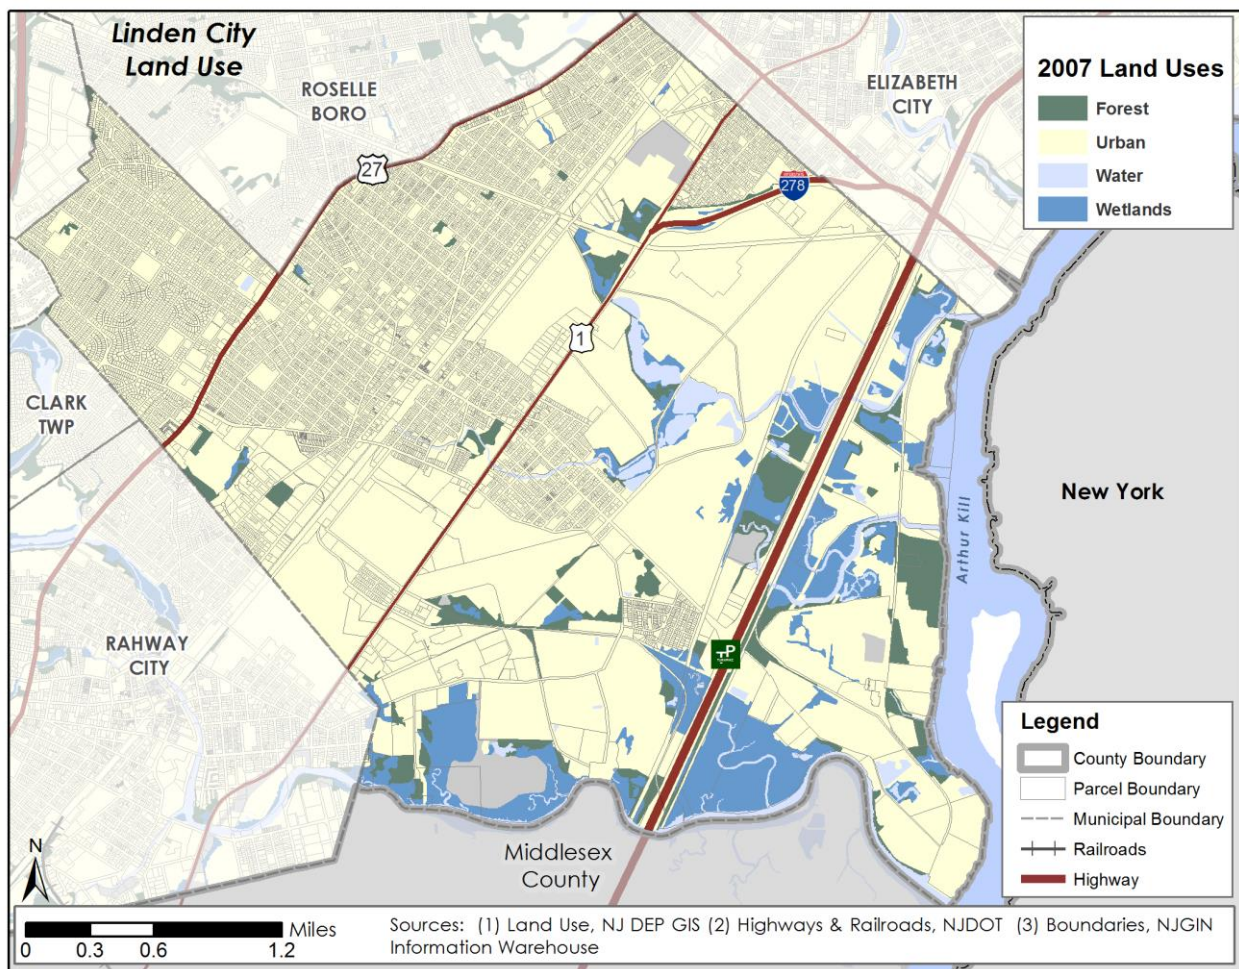 Linden City
Land Use
ROSELLE
BORO
ELIZABETH
CITY
2007 Land Uses
Forest
Urban
Water
Wetlands
27
278
1
CLARK
TWP
New York
Arthur Kill
RAHWAY
CITY
P
Middlesex
County
Legend
County Boundary
Parcel Boundary
Municipal Boundary
Railroads
Highway
N
Miles
0 0.3 0.6 1.2
Sources: (1) Land Use, NJ DEP GIS (2) Highways & Railroads, NJDOT (3) Boundaries, NJGIN
Information Warehouse